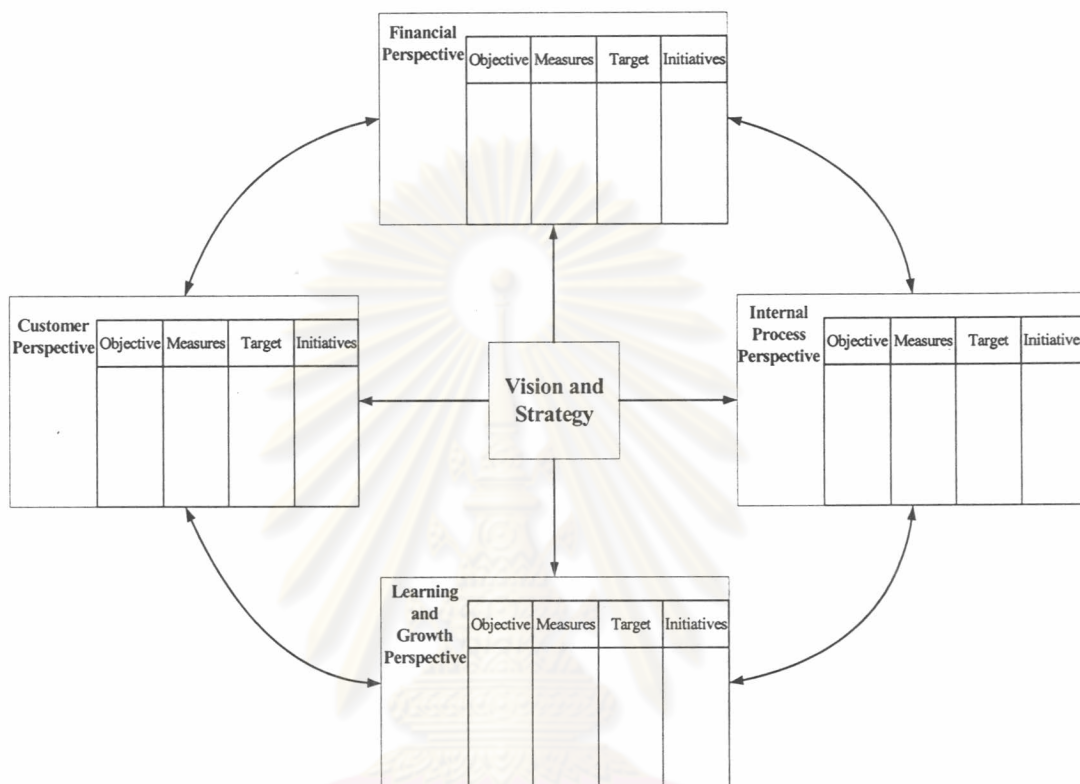 Financial
Perspective
Objective Measures Target Initiatives
Customer
Perspective
Objective Measures Target Initiatives
Vision and
Strategy
Internal
Process
Perspective
Objective Measures Target Initiative
Learning
and
Growth
Perspective
Objective Measures Target Initiatives